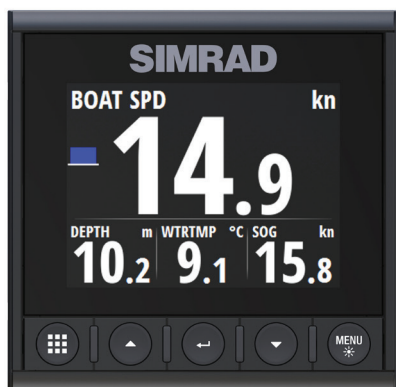 SIMRAD
BOAT SPD kn
14.9
DEPTH m WTRTMP °C SOG kn
10.2 9.1 15.8
MENU